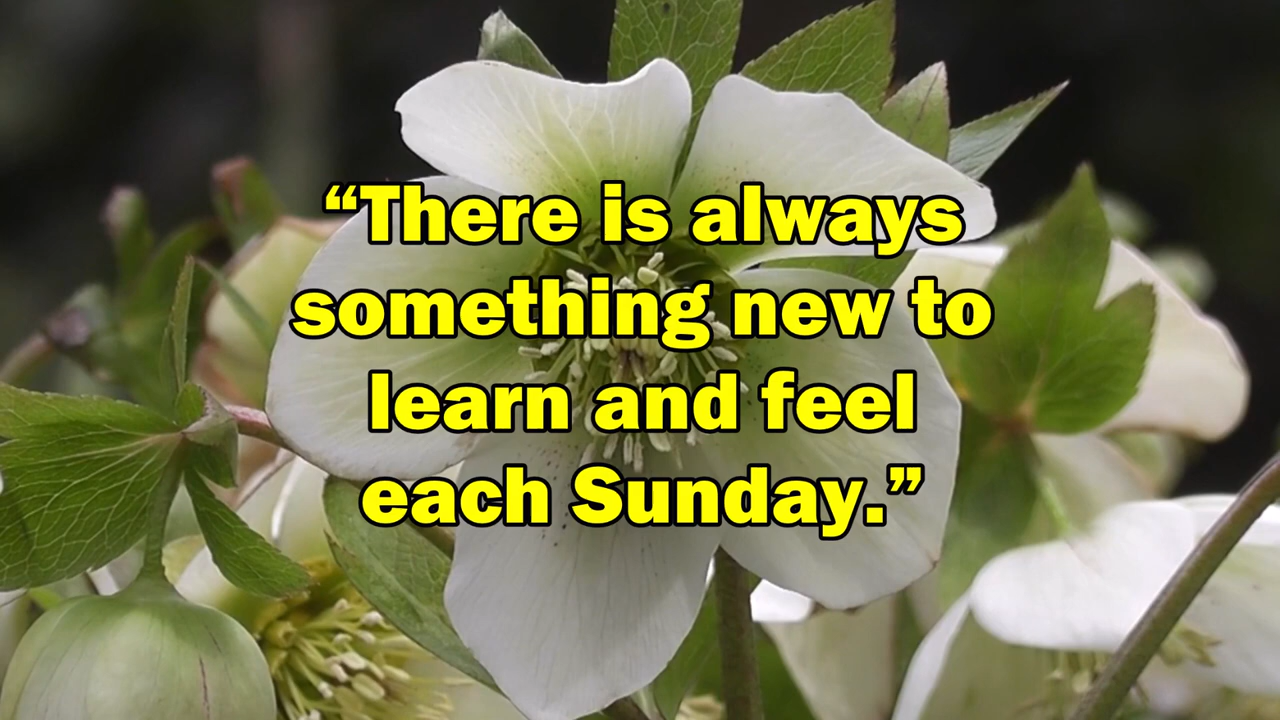 “There is always
something new to
learn and feel
each Sunday.”